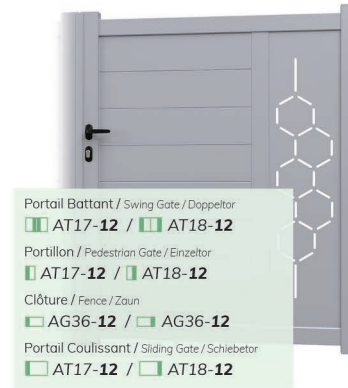 Portail Battant / Swing Gate / Doppeltor
AT17-12 / AT18-12
Portillon / Pedestrian Gate / Einzeltor
AT17-12 / AT18-12
Clôture / Fence / Zaun
AG36-12 / AG36-12
Portail Coulissant / Sliding Gate / Schiebetor
AT17-12 / AT18-12